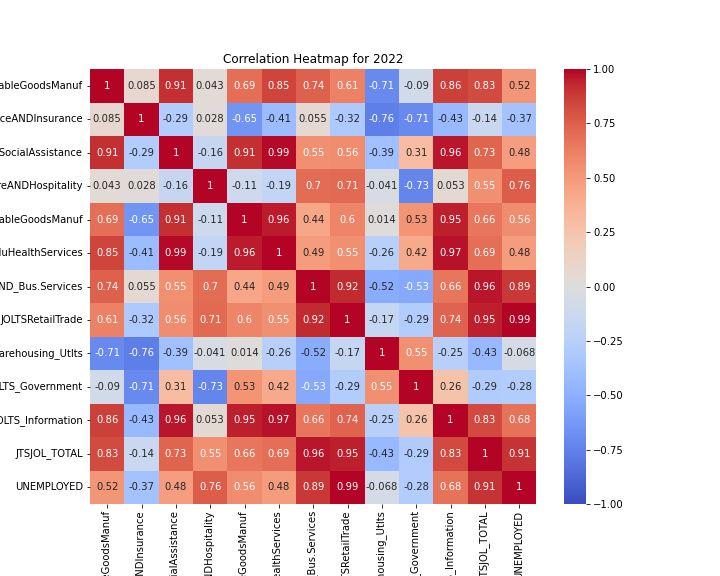 Correlation Heatmap for 2022
ableGoodsManuf 1 0.085 0.91 0.043 0.69 0.85 0.74 0.61 -0.71 -0.09 0.86 0.83 0.52
ceANDInsurance 0.085 1 -0.29 0.028 -0.65 -0.41 0.055 -0.32 -0.76 -0.71 -0.43 -0.14 -0.37
SocialAssistance 0.91 -0.29 1 -0.16 0.91 0.99 0.55 0.56 -0.39 0.31 0.96 0.73 0.48
reANDHospitality 0.043 0.028 -0.16 1 -0.11 -0.19 0.7 0.71 -0.041 -0.73 0.053 0.55 0.76
ableGoodsManuf 0.69 -0.65 0.91 -0.11 1 0.96 0.44 0.6 0.014 0.53 0.95 0.66 0.56
duHealthServices 0.85 -0.41 0.99 -0.19 0.96 1 0.49 0.55 -0.26 0.42 0.97 0.69 0.48
ND_Bus.Services 0.74 0.055 0.55 0.7 0.44 0.49 1 0.92 -0.52 -0.53 0.66 0.96 0.89
JOLTSRetailTrade 0.61 -0.32 0.56 0.71 0.6 0.55 0.92 1 -0.17 -0.29 0.74 0.95 0.99
arehousing_Utlts -0.71 -0.76 -0.39 -0.041 0.014 -0.26 -0.52 -0.17 1 0.55 -0.25 -0.43 -0.068
LTS_Government -0.09 -0.71 0.31 -0.73 0.53 0.42 -0.53 -0.29 0.55 1 0.26 -0.29 -0.28
OLTS_Information 0.86 -0.43 0.96 0.053 0.95 0.97 0.66 0.74 -0.25 0.26 1 0.83 0.68
JTSJOL_TOTAL 0.83 -0.14 0.73 0.55 0.66 0.69 0.96 0.95 -0.43 -0.29 0.83 1 0.91
UNEMPLOYED 0.52 -0.37 0.48 0.76 0.56 0.48 0.89 0.99 -0.068 -0.28 0.68 0.91 1
eGoodsManuf
NDInsurance
ialAssistance
NDHospitality
eGoodsManuf
ealthServices
Bus.Services
SRetailTrade
housing_Utlts
_Government
_Information
TSJOL_TOTAL
UNEMPLOYED
1.00
0.75
0.50
0.25
0.00
-0.25
-0.50
-0.75
-1.00